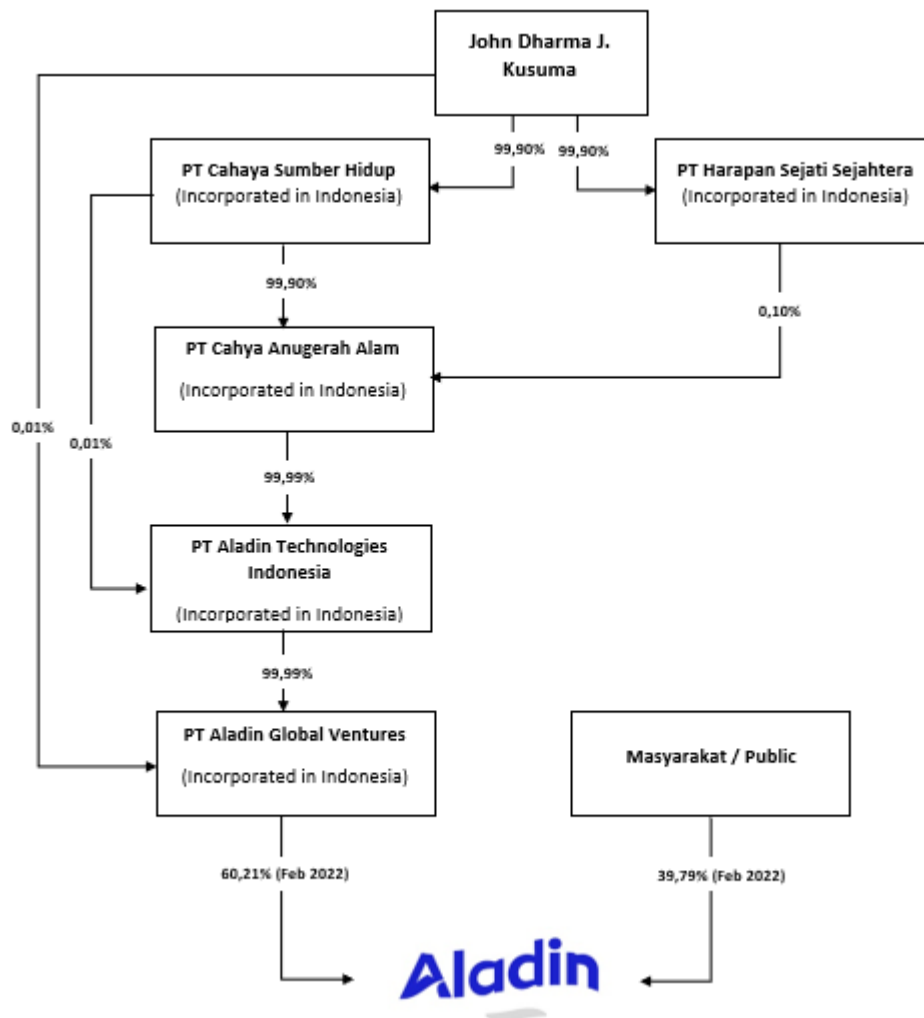 John Dharma J.
Kusuma
99,90%
99,90%
PT Cahaya Sumber Hidup
(Incorporated in Indonesia)
PT Harapan Sejati Sejahtera
(Incorporated in Indonesia)
99,90%
0,10%
PT Cahya Anugerah Alam
(Incorporated in Indonesia)
0,01%
0,01%
99,99%
PT Aladin Technologies
Indonesia
(Incorporated in Indonesia)
99,99%
PT Aladin Global Ventures
(Incorporated in Indonesia)
Masyarakat / Public
60,21% (Feb 2022)
39,79% (Feb 2022)
Aladin